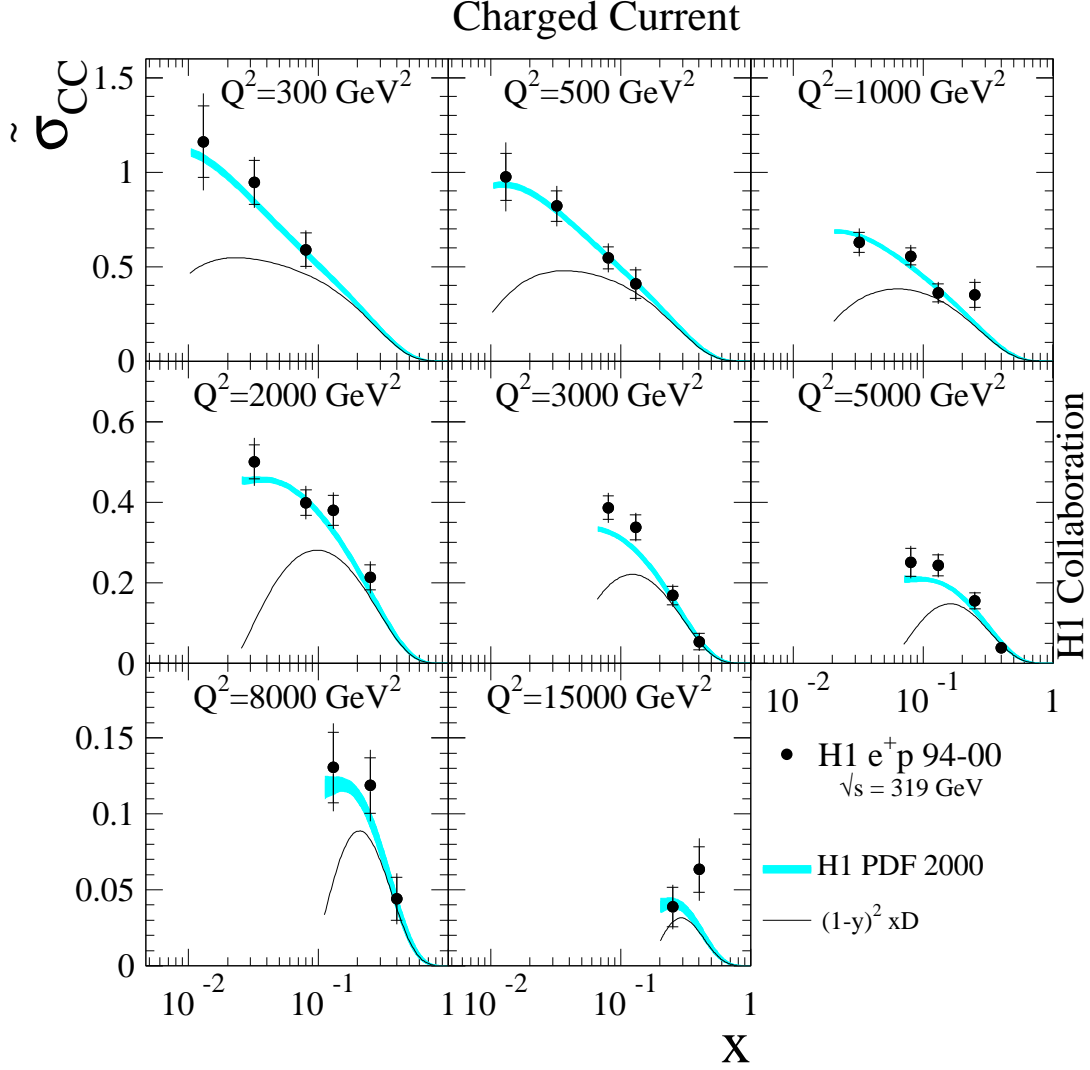 Charged Current
σ̃CC
Q²=300 GeV²
Q²=500 GeV²
Q²=1000 GeV²
1.5
1
0.5
0
Q²=2000 GeV²
Q²=3000 GeV²
Q²=5000 GeV²
0.6
0.4
0.2
0
H1 Collaboration
10⁻² 10⁻¹ 1
Q²=8000 GeV²
Q²=15000 GeV²
0.15
0.1
0.05
0
10⁻² 10⁻¹ 1
10⁻² 10⁻¹ 1
x
H1 e⁺p 94-00
√s = 319 GeV
H1 PDF 2000
(1-y)² xD